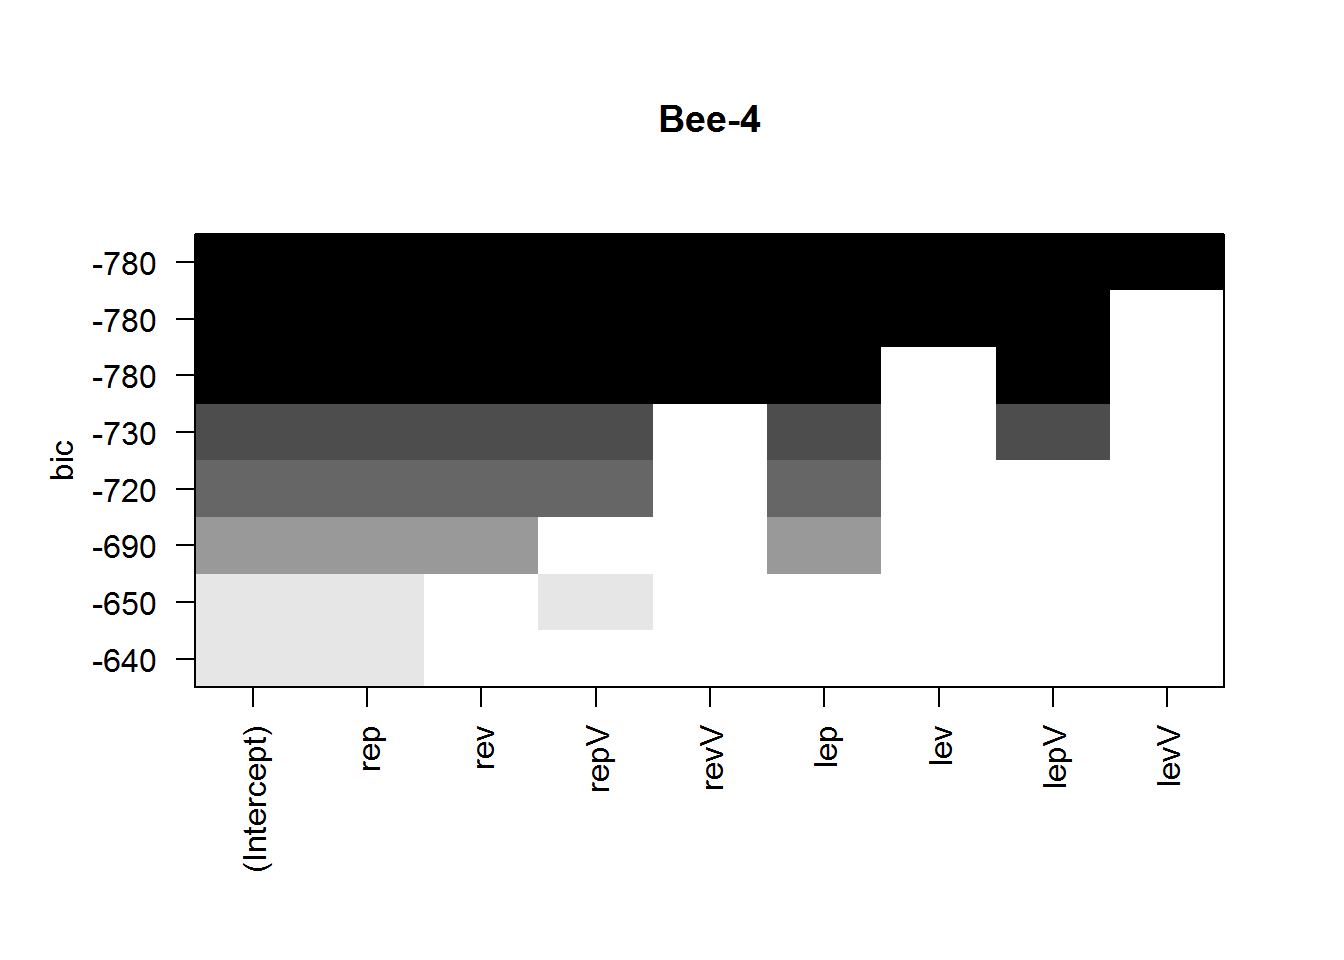 Bee-4
bic
-780
-780
-780
-730
-720
-690
-650
-640
(Intercept)
rep
rev
repV
revV
lep
lev
lepV
levV